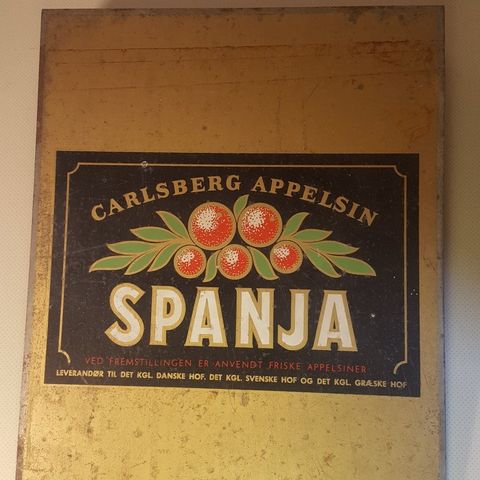 CARLSBERG APPELSIN
SPANJA
VED FREMSTILLINGEN ER ANVENDT FRISKE APPELSINER
LEVERANDØR TIL DET KGL. DANSKE HOF. DET KGL. SVENSKE HOF OG DET KGL. GRÆSKE HOF